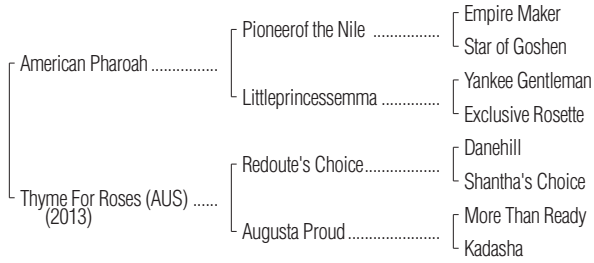 Empire Maker
Pioneerof the Nile ................
Star of Goshen
American Pharoah ................
Yankee Gentleman
Littleprincessemma ..............
Exclusive Rosette
Danehill
Redoute's Choice..................
Shantha's Choice
Thyme For Roses (AUS) ......
(2013)
More Than Ready
Augusta Proud ......................
Kadasha